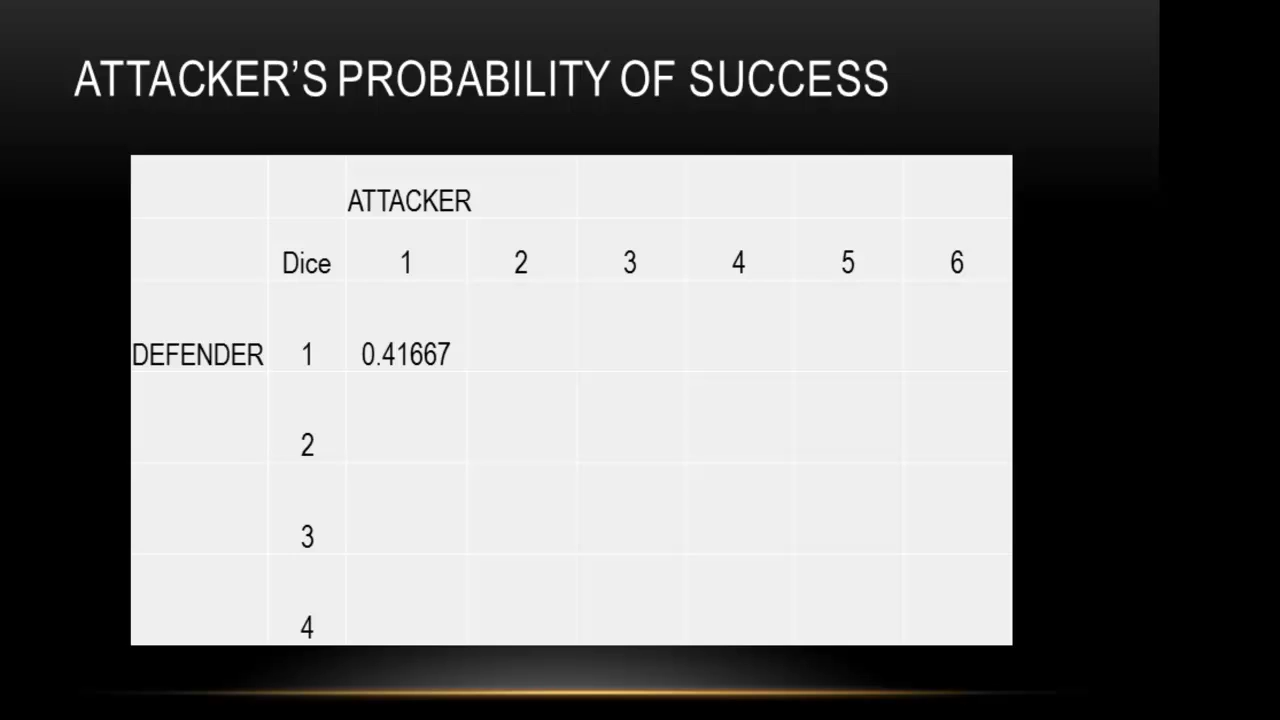 ATTACKER'S PROBABILITY OF SUCCESS
ATTACKER
Dice 1 2 3 4 5 6
DEFENDER 1 0.41667
2
3
4